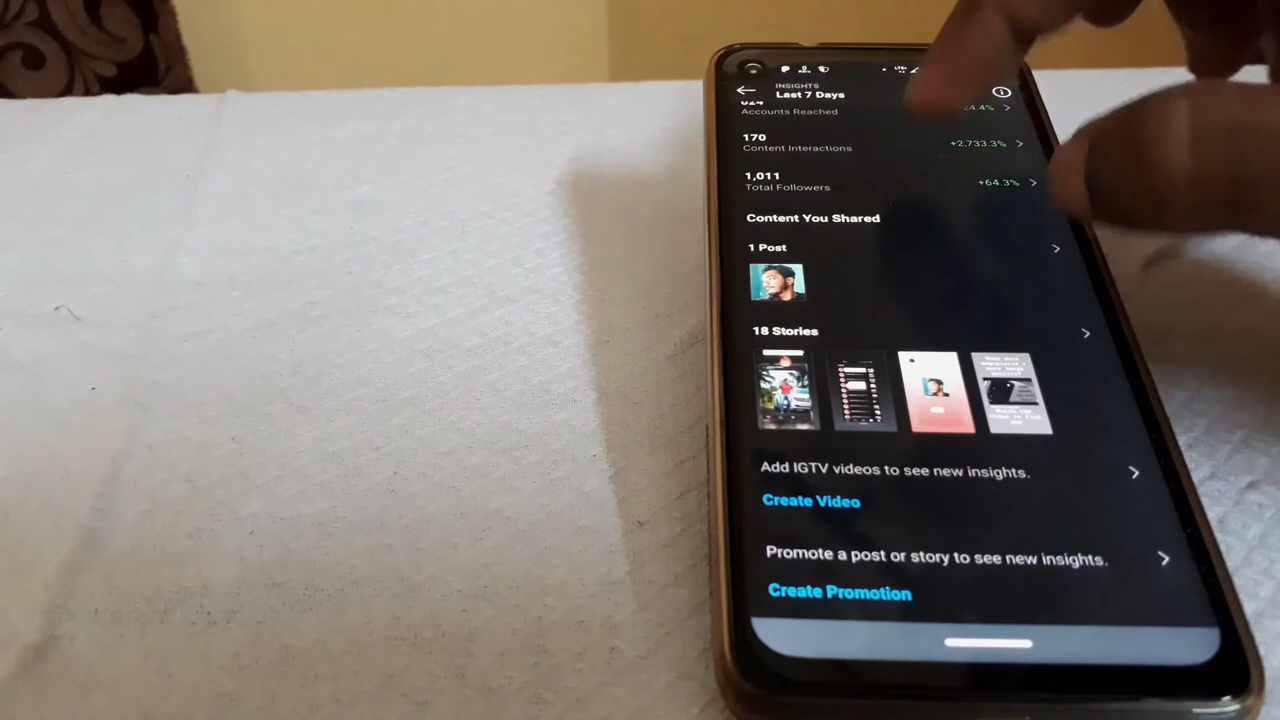 INSIGHTS
Last 7 Days
Accounts Reached
170
Content Interactions
+2,733.3%
1,011
Total Followers
+64.3%
Content You Shared
1 Post
18 Stories
Add IGTV videos to see new insights.
Create Video
Promote a post or story to see new insights.
Create Promotion